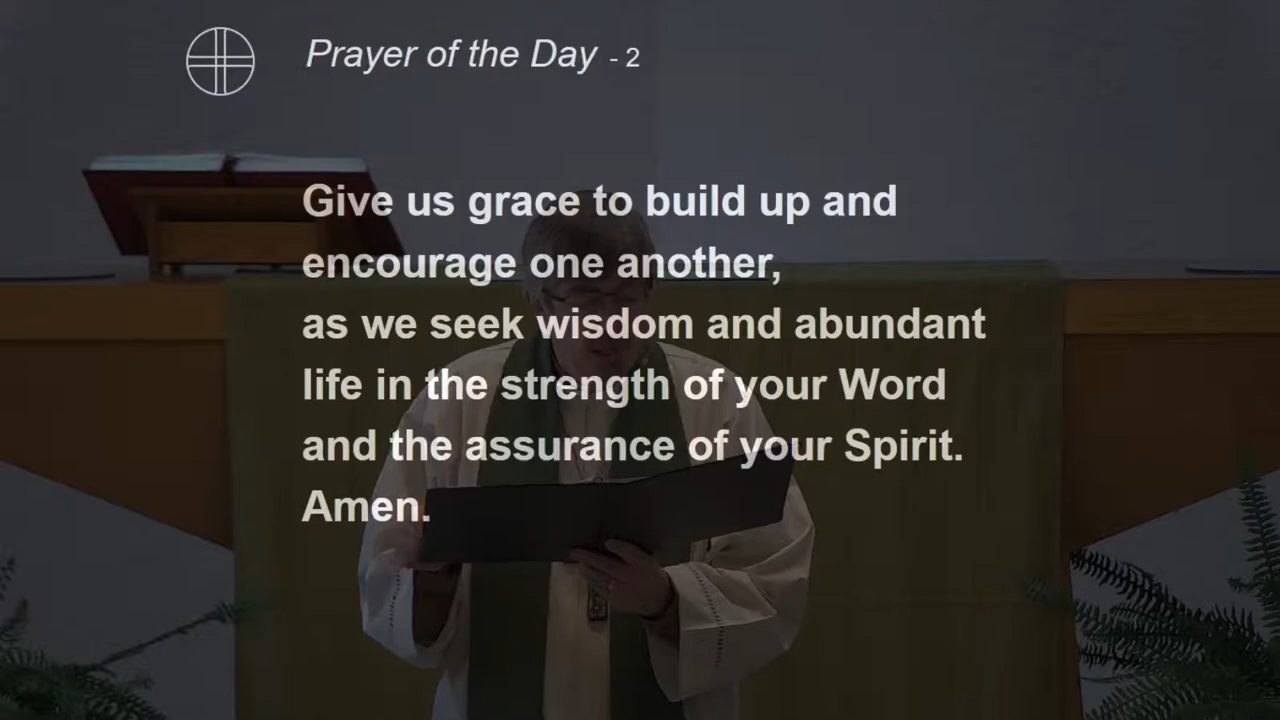 Prayer of the Day - 2
Give us grace to build up and
encourage one another,
as we seek wisdom and abundant
life in the strength of your Word
and the assurance of your Spirit.
Amen.